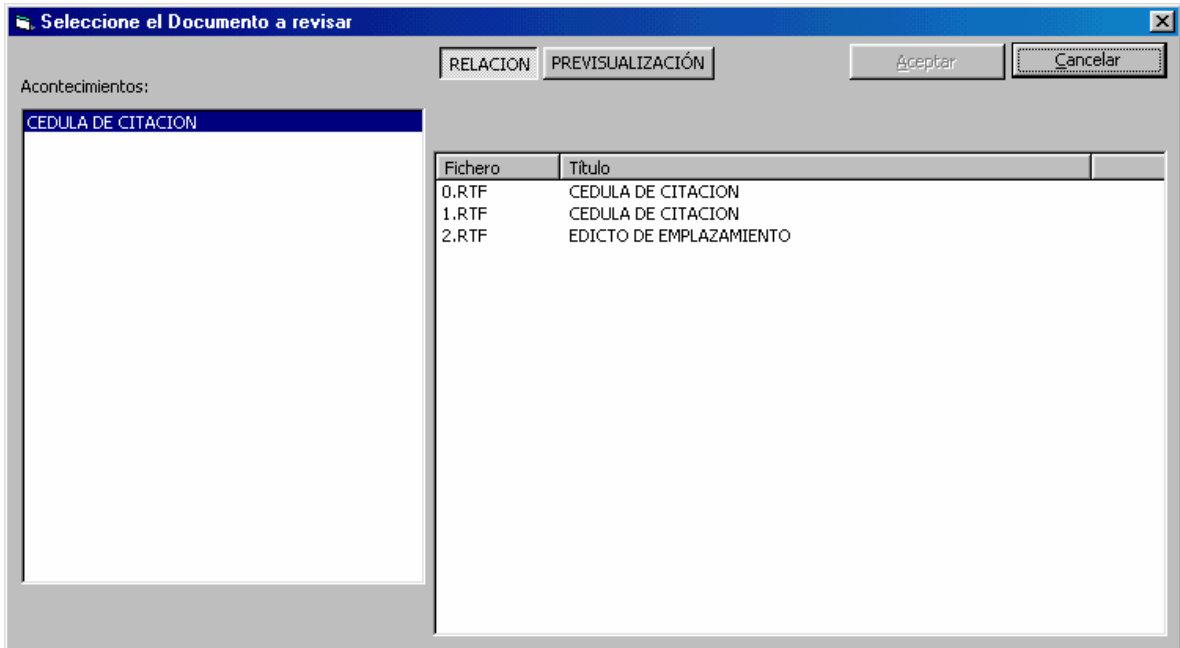 Seleccione el Documento a revisar
RELACION PREVISUALIZACIÓN Aceptar Cancelar
Acontecimientos:
CEDULA DE CITACION
Fichero Título
0.RTF CEDULA DE CITACION
1.RTF CEDULA DE CITACION
2.RTF EDICTO DE EMPLAZAMIENTO